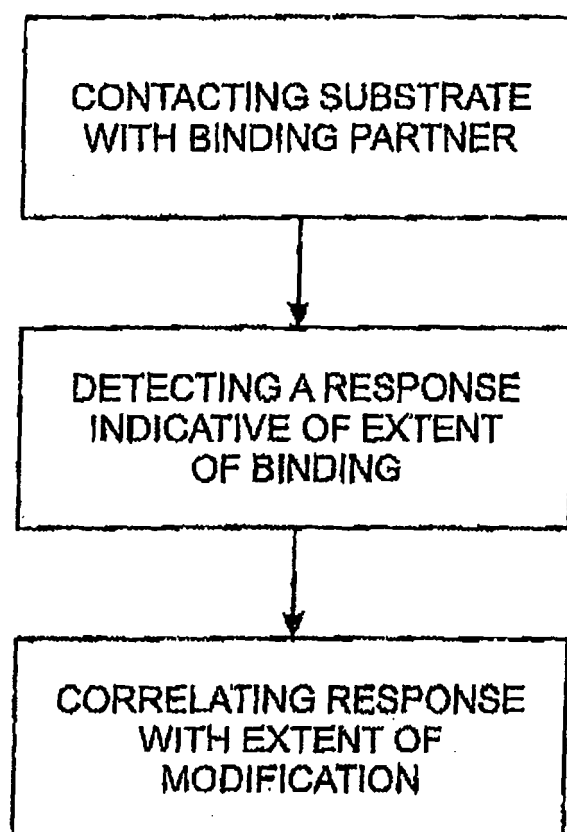 CONTACTING SUBSTRATE
WITH BINDING PARTNER
DETECTING A RESPONSE
INDICATIVE OF EXTENT
OF BINDING
CORRELATING RESPONSE
WITH EXTENT OF
MODIFICATION